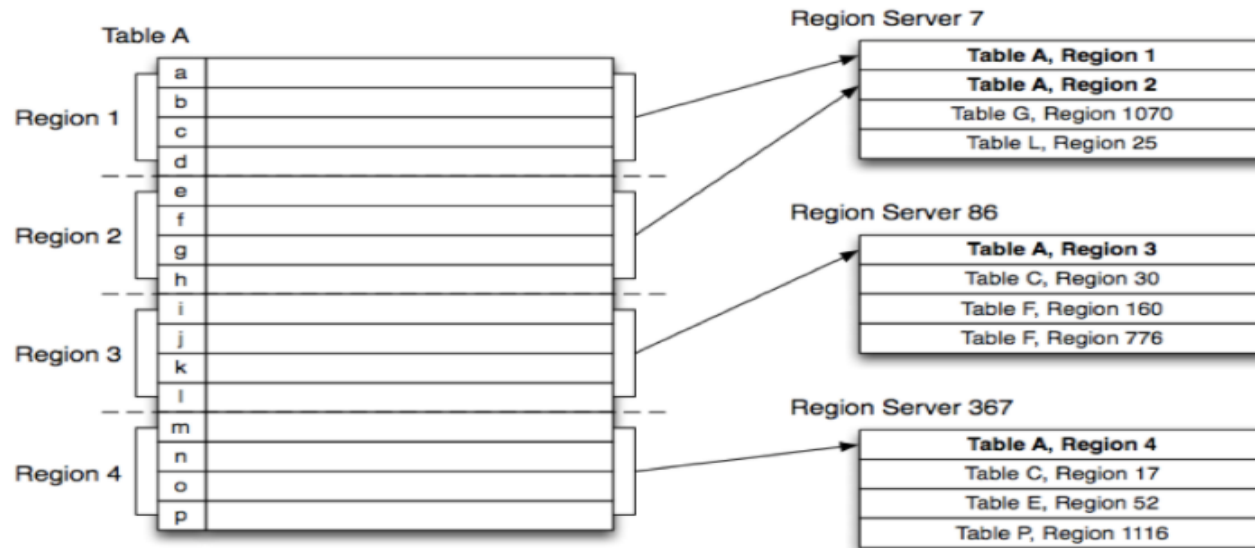 Table A
Region 1
a
b
c
d
Region 2
e
f
g
h
Region 3
i
j
k
l
Region 4
m
n
o
p
Region Server 7
Table A, Region 1
Table A, Region 2
Table G, Region 1070
Table L, Region 25
Region Server 86
Table A, Region 3
Table C, Region 30
Table F, Region 160
Table F, Region 776
Region Server 367
Table A, Region 4
Table C, Region 17
Table E, Region 52
Table P, Region 1116